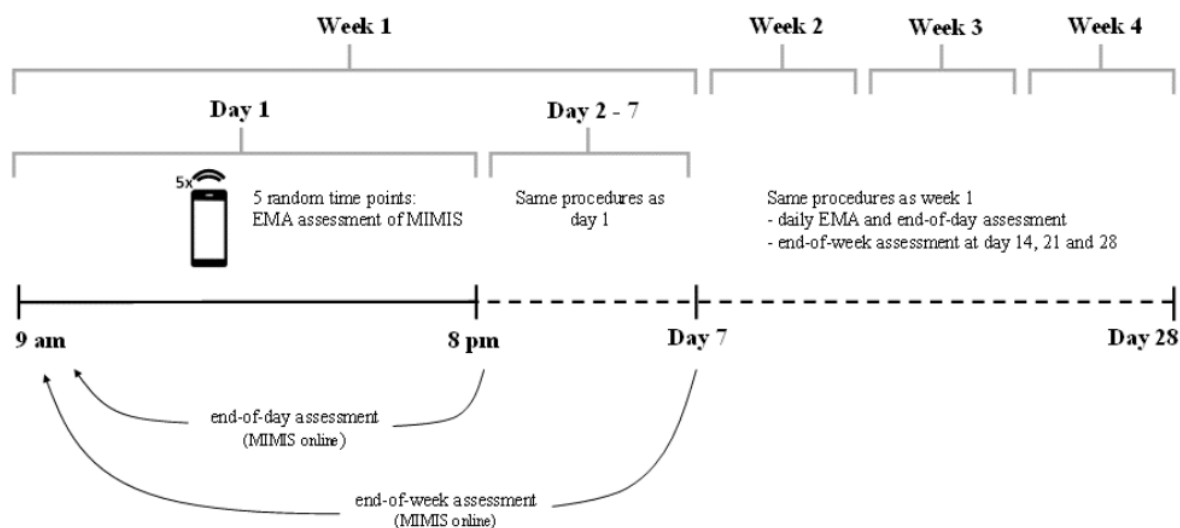 Week 1
Week 2
Week 3
Week 4
Day 1
Day 2 - 7
5x
5 random time points:
EMA assessment of MIMIS
Same procedures as
day 1
Same procedures as week 1
- daily EMA and end-of-day assessment
- end-of-week assessment at day 14, 21 and 28
9 am
8 pm
Day 7
Day 28
end-of-day assessment
(MIMIS online)
end-of-week assessment
(MIMIS online)